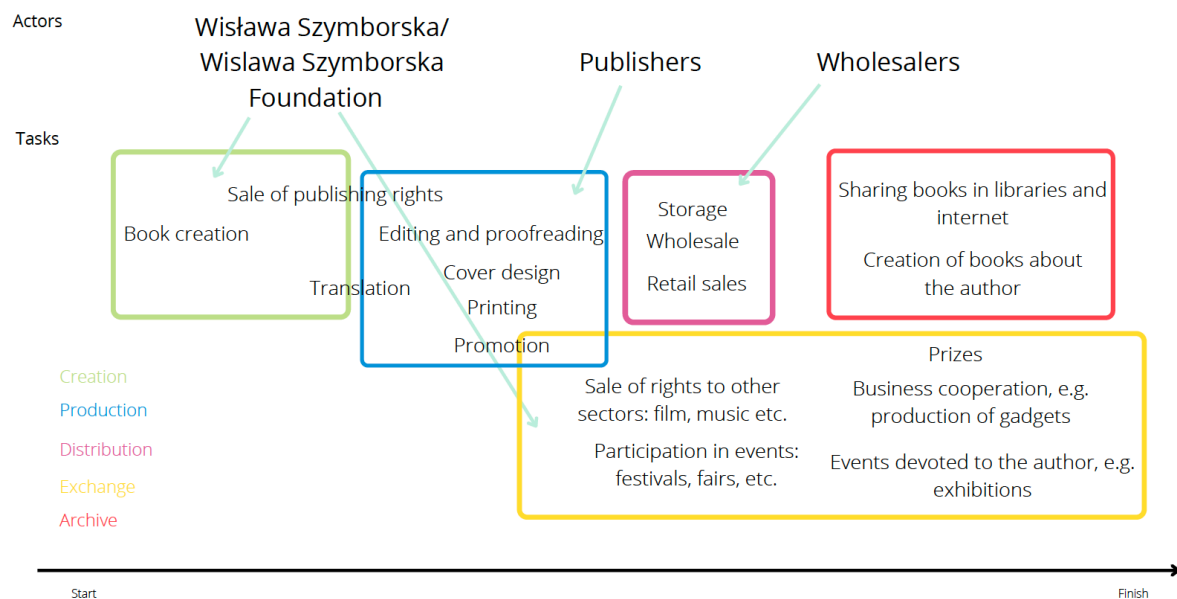 Actors
Wisława Szymborska/
Wislawa Szymborska
Foundation
Publishers
Wholesalers
Tasks
Sale of publishing rights
Book creation
Translation
Editing and proofreading
Cover design
Printing
Promotion
Storage
Wholesale
Retail sales
Sharing books in libraries and
internet
Creation of books about
the author
Prizes
Sale of rights to other
sectors: film, music etc.
Business cooperation, e.g.
production of gadgets
Participation in events:
festivals, fairs, etc.
Events devoted to the author, e.g.
exhibitions
Creation
Production
Distribution
Exchange
Archive
Start
Finish